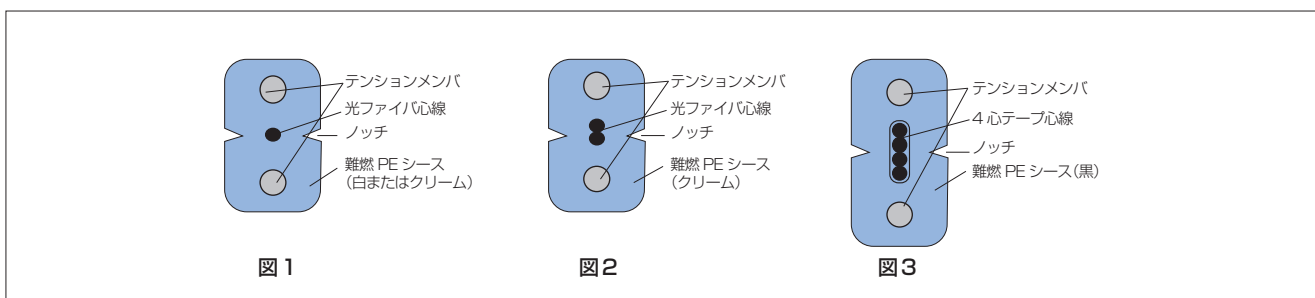 テンションメンバ
光ファイバ心線
ノッチ
難燃 PE シース
(白またはクリーム)
図1
テンションメンバ
光ファイバ心線
ノッチ
難燃 PE シース
(クリーム)
図2
テンションメンバ
4心テープ心線
ノッチ
難燃 PE シース(黒)
図3